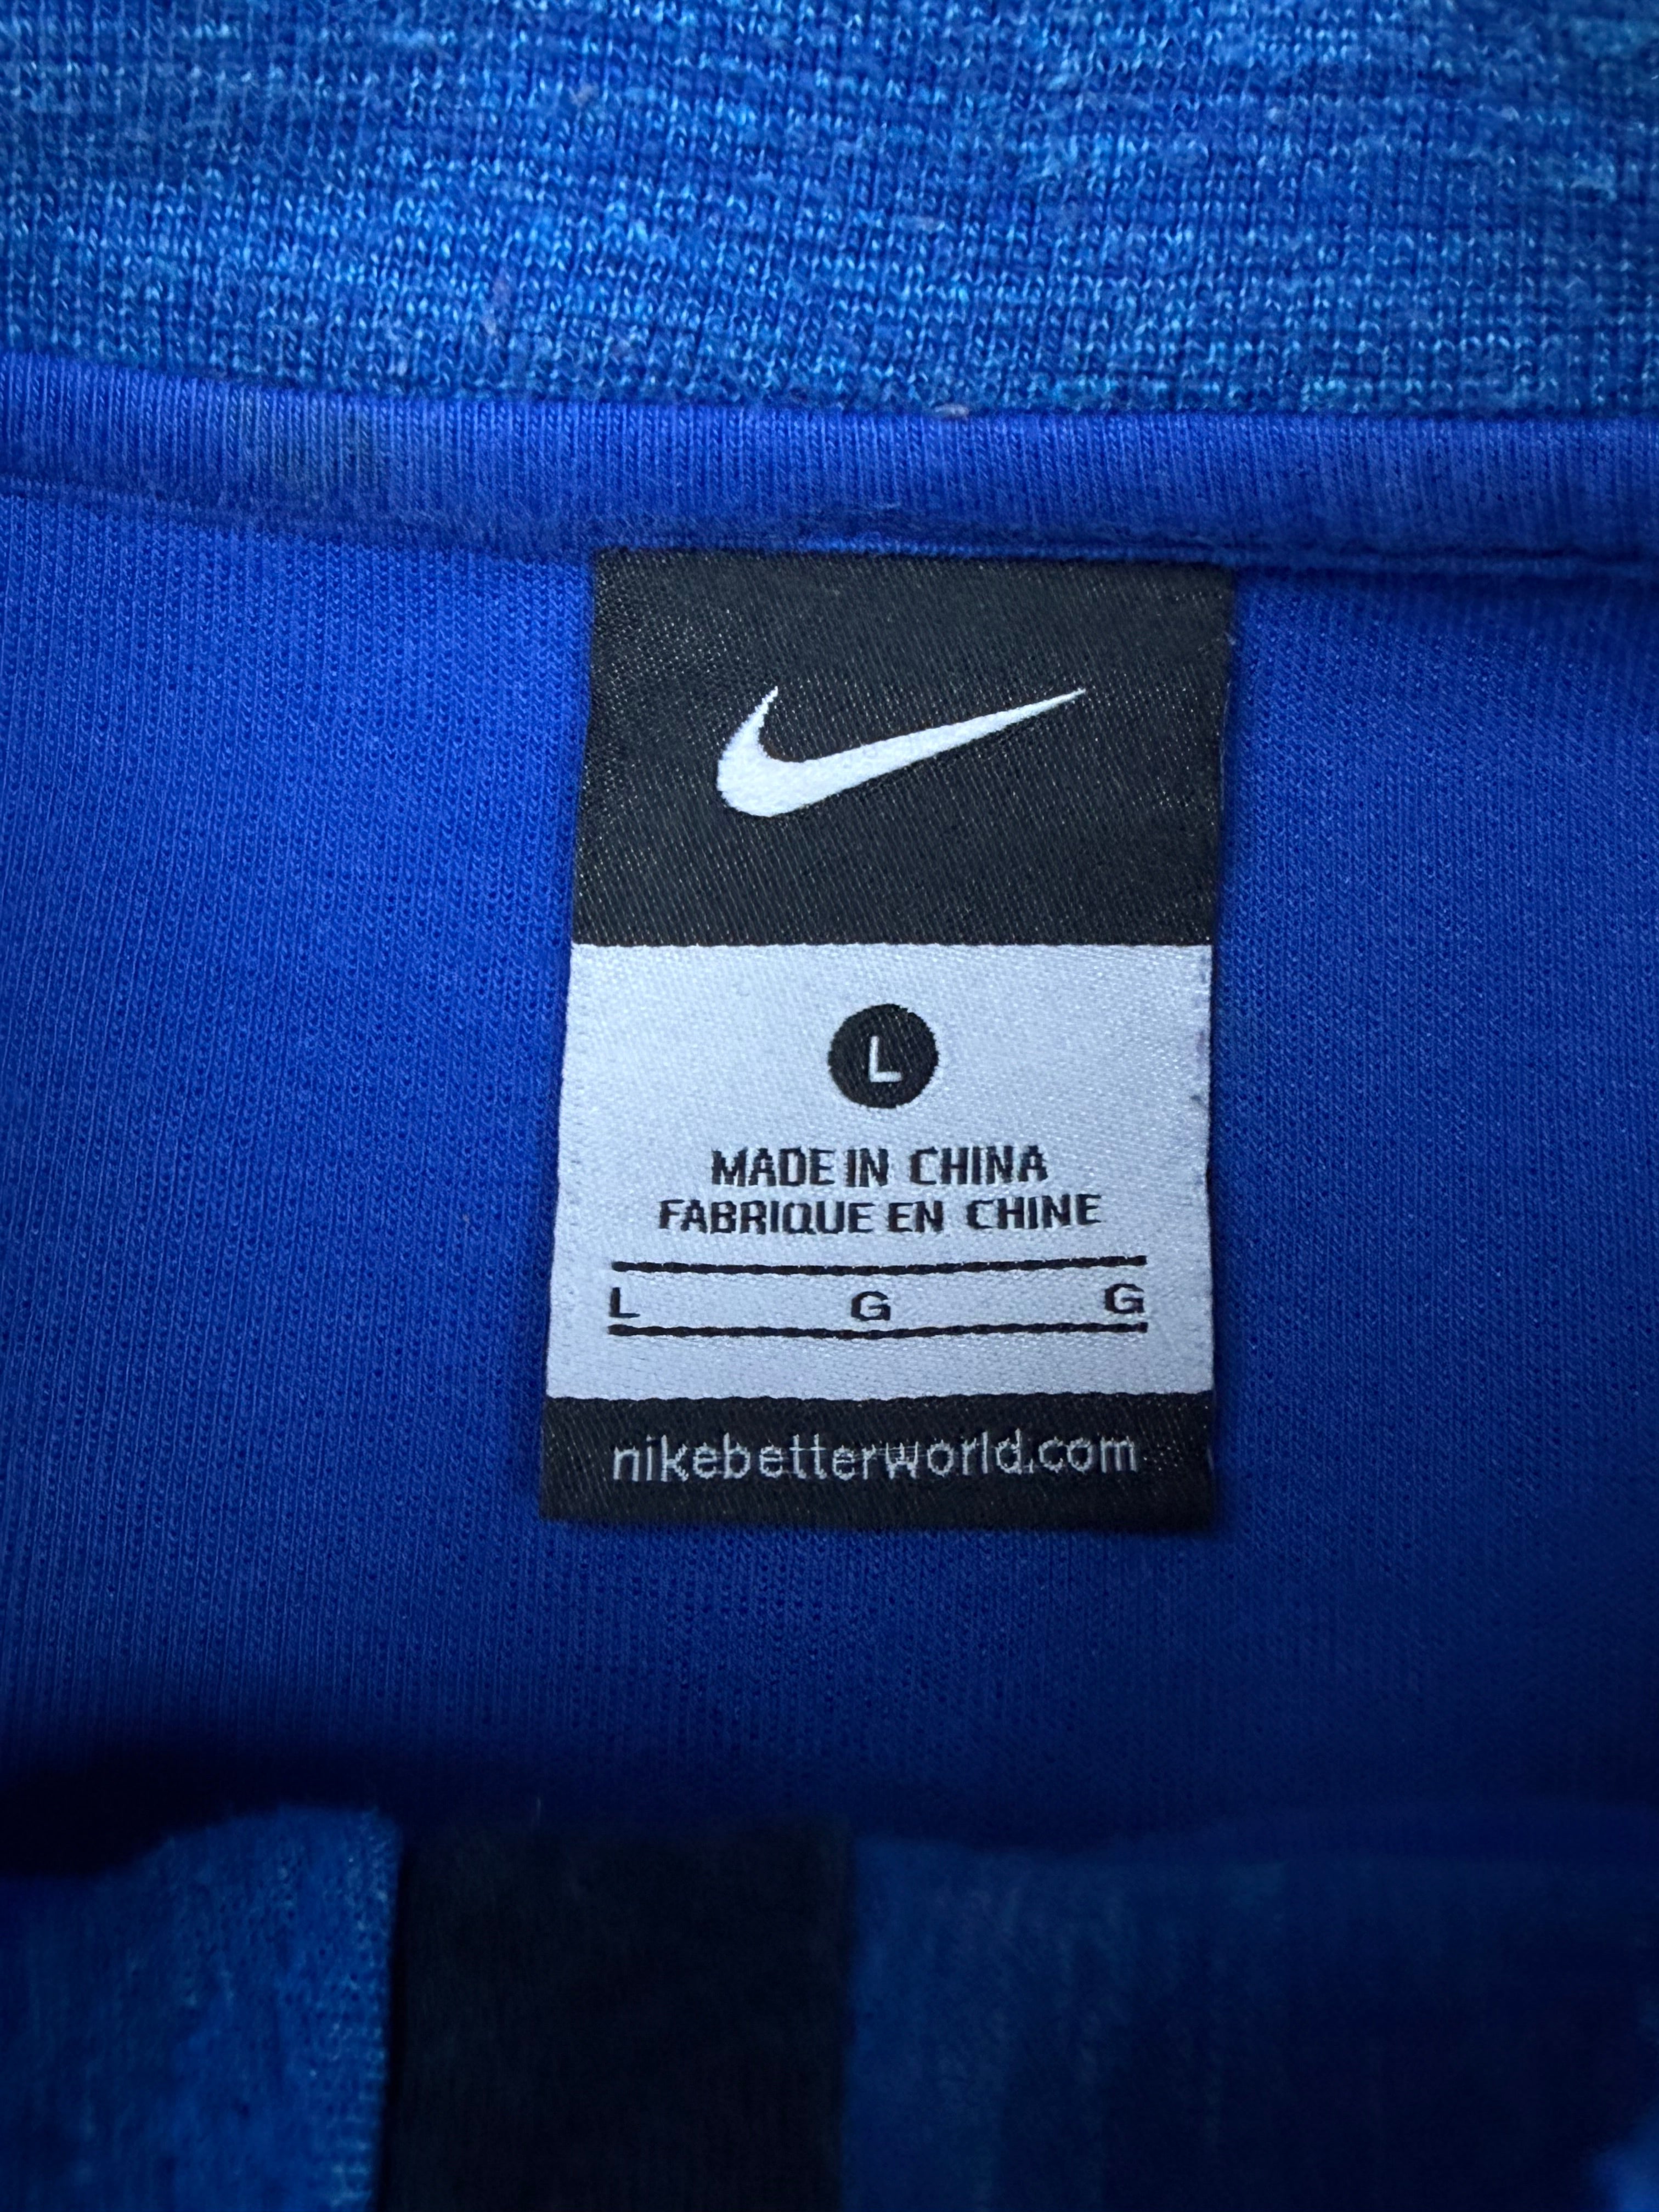 L
MADE IN CHINA
FABRIQUE EN CHINE
L G G
nikebetterworld.com